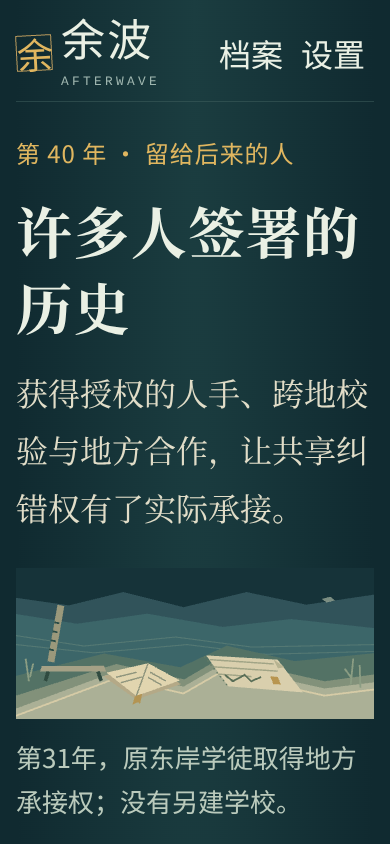 余 余波
AFTERWAVE
档案 设置
第 40 年 · 留给后来的人
许多人签署的
历史
获得授权的人手、跨地校
验与地方合作，让共享纠
错权有了实际承接。
第31年，原东岸学徒取得地方
承接权；没有另建学校。